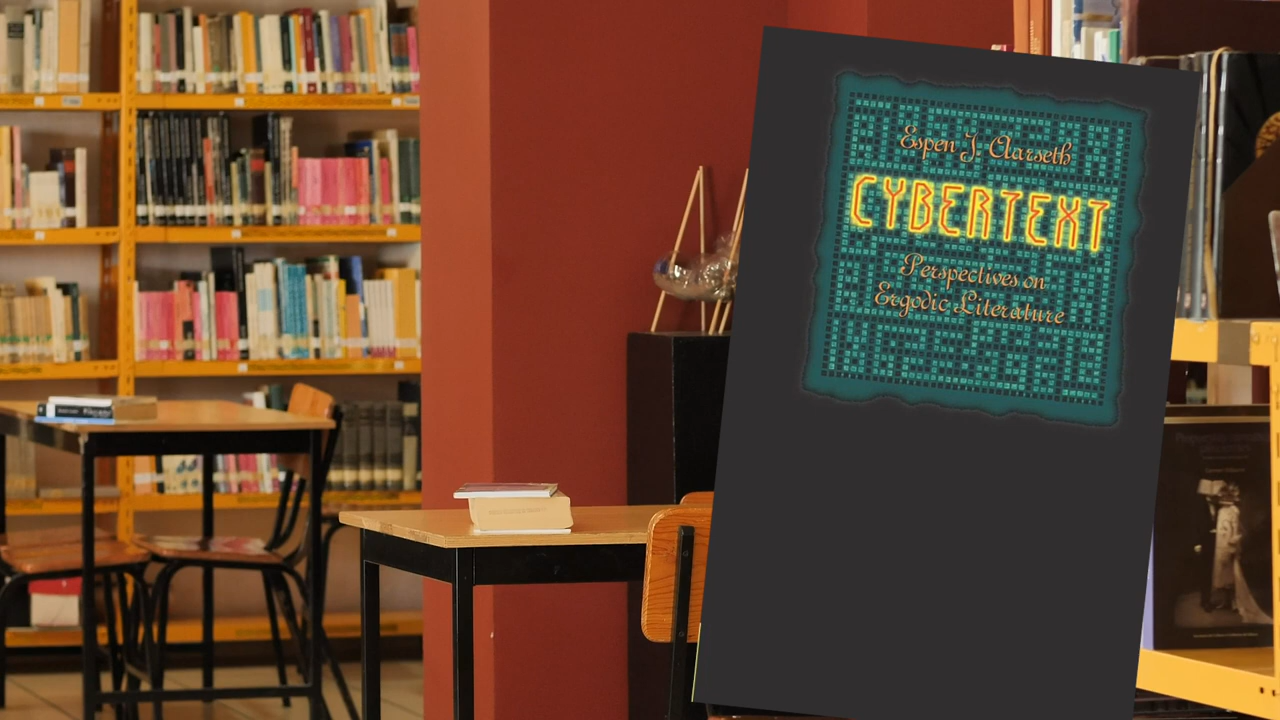 Espen J. Aarseth
CYBERTEXT
Perspectives on
Ergodic Literature